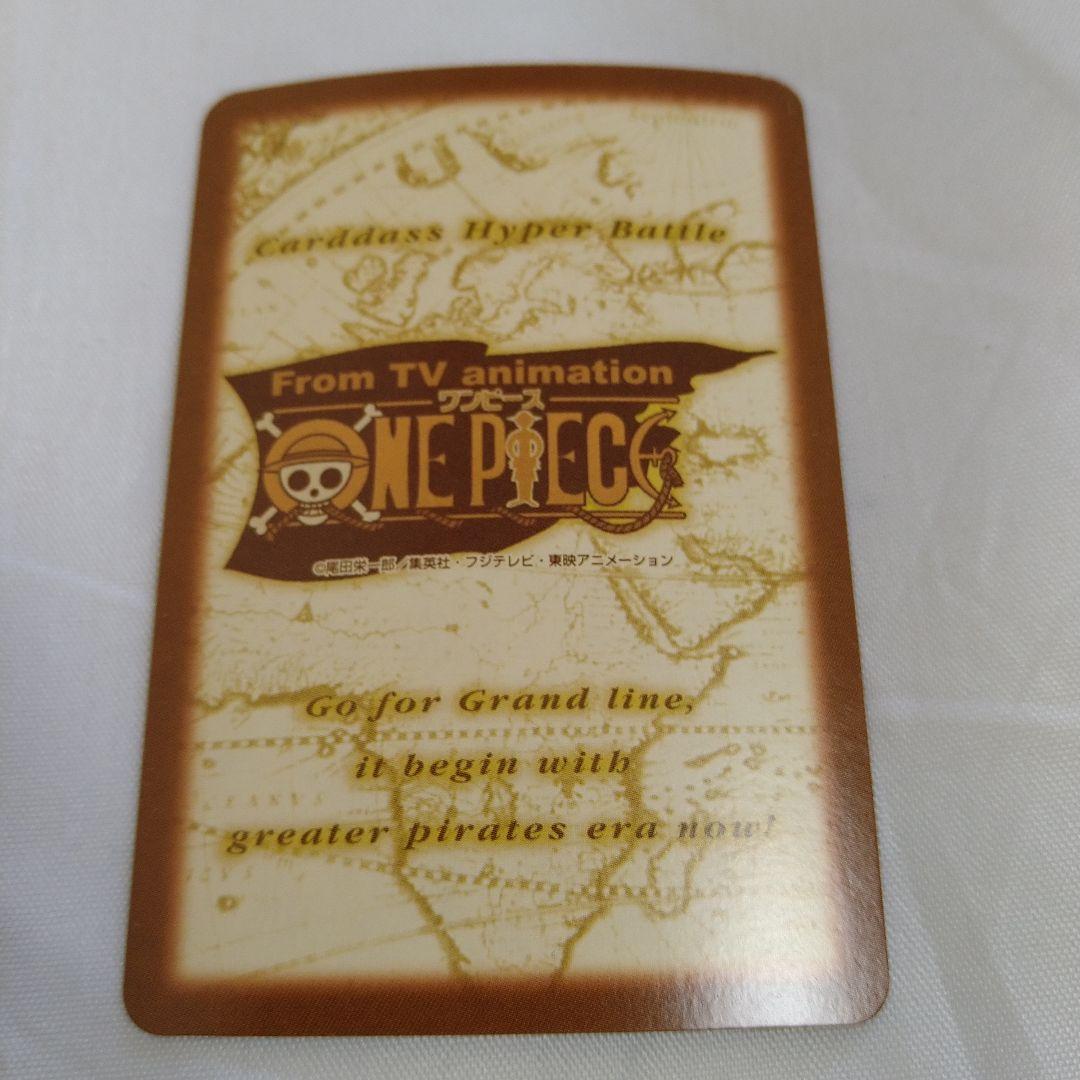 Carddass Hyper Battle
From TV animation
ワンピース
ONE PIECE
©尾田栄一郎／集英社・フジテレビ・東映アニメーション
Go for Grand line,
it begin with
greater pirates era now!